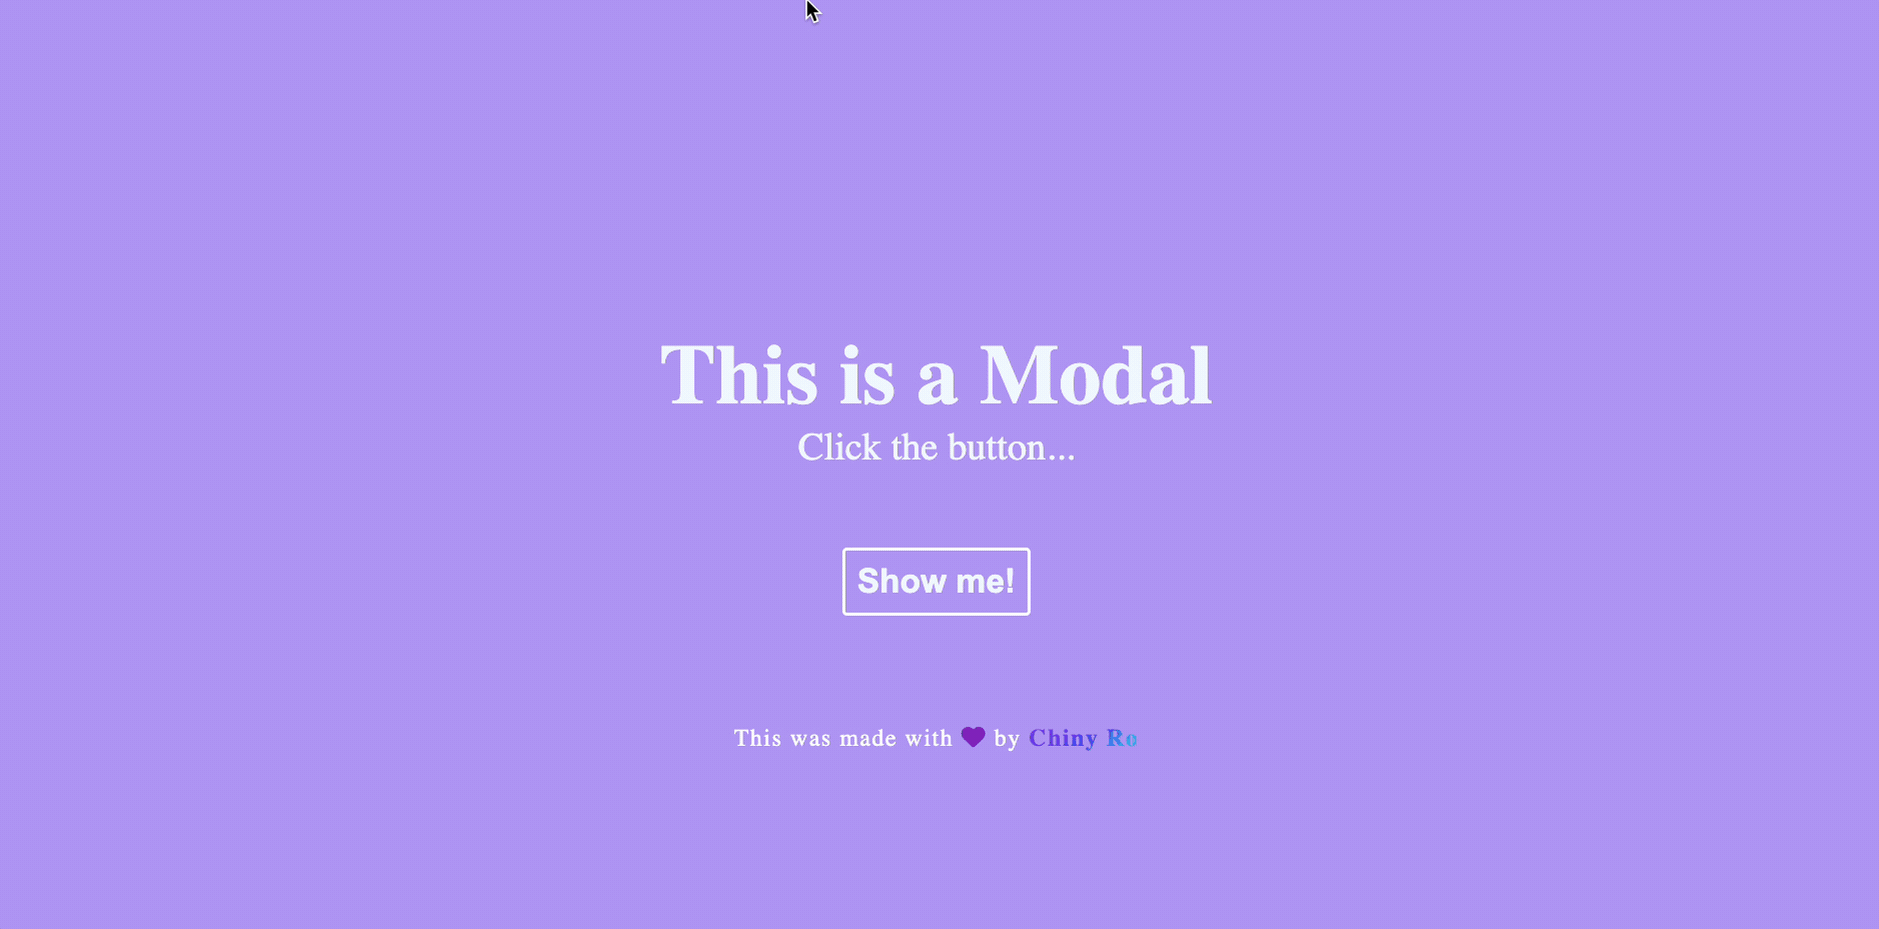 This is a Modal
Click the button...
Show me!
This was made with 💜 by Chiny Ro